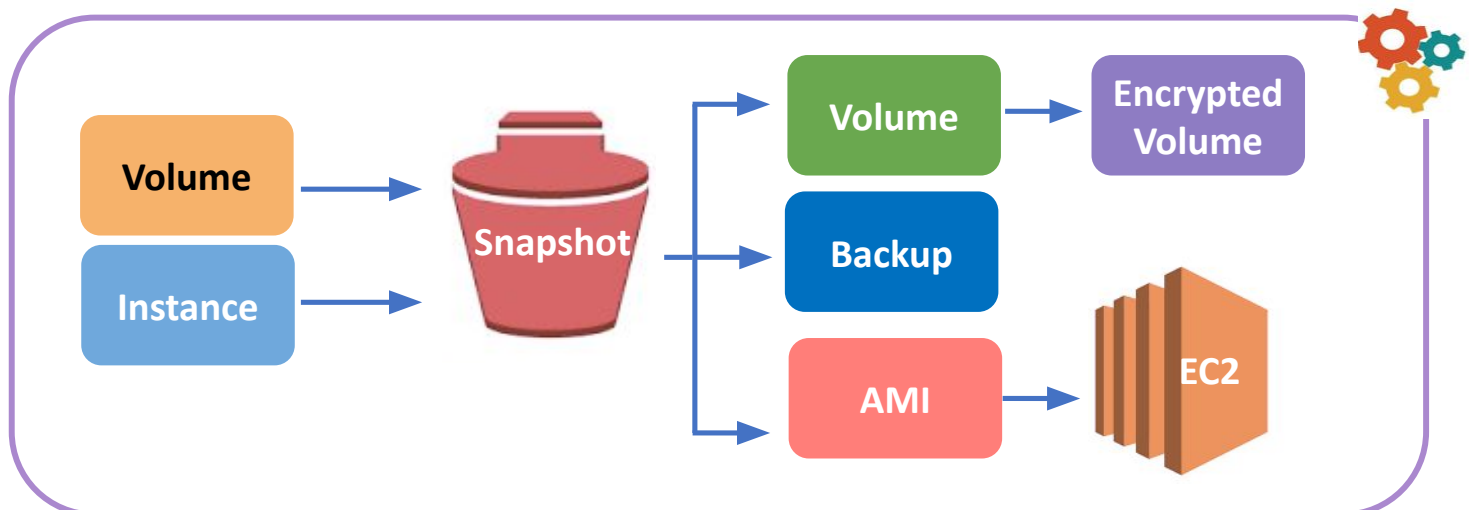 Volume
Instance
Snapshot
Volume
Encrypted
Volume
Backup
AMI
EC2